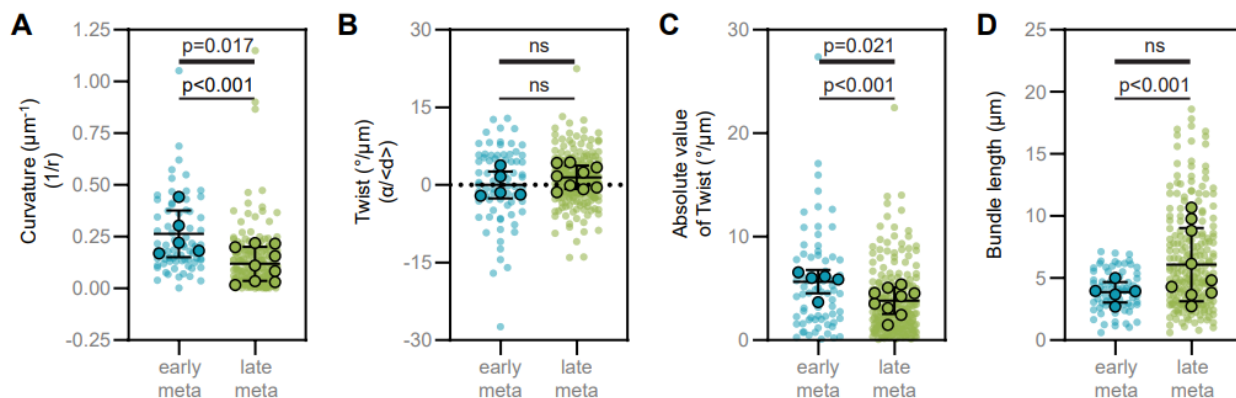 A
Curvature (µm⁻¹)
(1/r)
1.25
1.00
0.75
0.50
0.25
0.00
-0.25
p=0.017
p<0.001
early
meta
late
meta
B
Twist (°/µm)
(α/<d>)
30
15
0
-15
-30
ns
ns
early
meta
late
meta
C
Absolute value
of Twist (°/µm)
30
20
10
0
p=0.021
p<0.001
early
meta
late
meta
D
Bundle length (µm)
25
20
15
10
5
0
ns
p<0.001
early
meta
late
meta